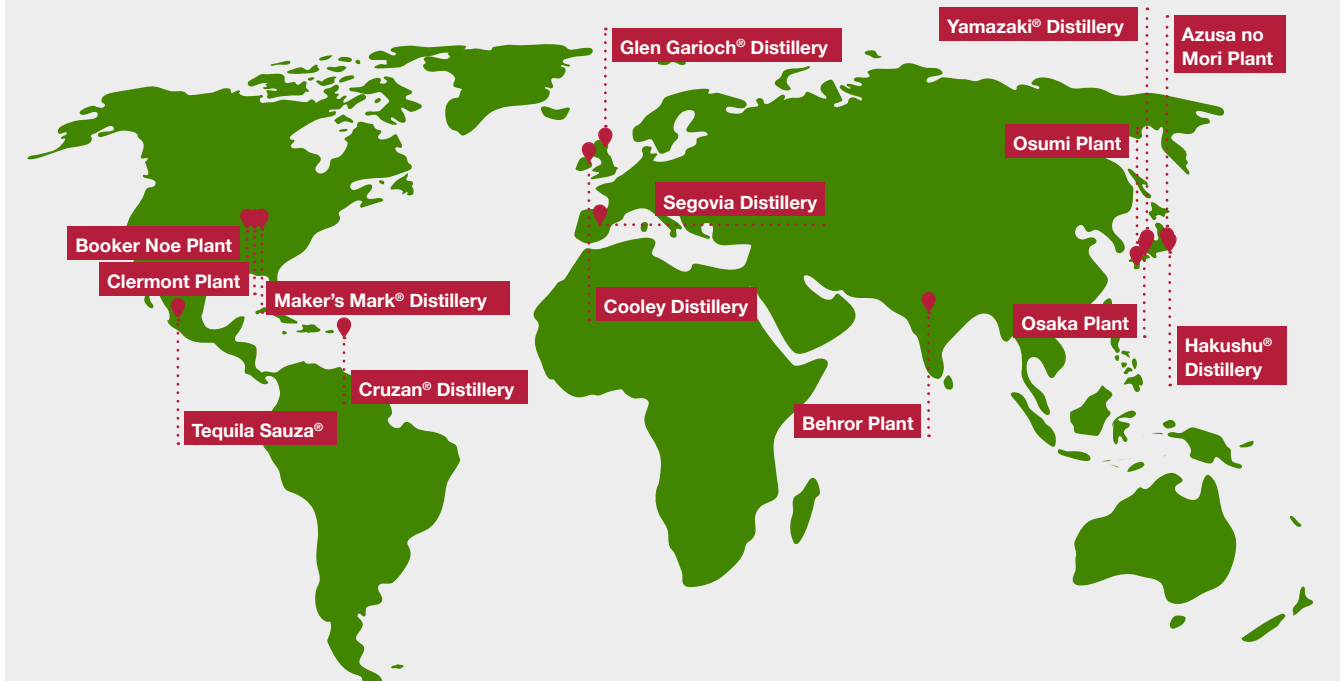 Yamazaki® Distillery
Azusa no
Mori Plant
Glen Garioch® Distillery
Osumi Plant
Segovia Distillery
Booker Noe Plant
Clermont Plant
Maker’s Mark® Distillery
Cooley Distillery
Osaka Plant
Hakushu®
Distillery
Cruzan® Distillery
Behror Plant
Tequila Sauza®